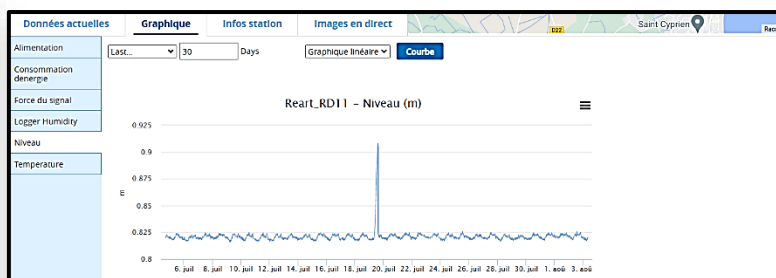 Données actuelles Graphique Infos station Images en direct
D22 Saint Cyprien
Alimentation
Last... 30 Days Graphique linéaire Courbe
Consommation
denergie
Force du signal
Logger Humidity
Niveau
Temperature
Reart_RD11 - Niveau (m)
0.925
0.9
0.875
0.85
0.825
0.8
m
6. juil 8. juil 10. juil 12. juil 14. juil 16. juil 18. juil 20. juil 22. juil 24. juil 26. juil 28. juil 30. juil 1. aoû 3. aoû